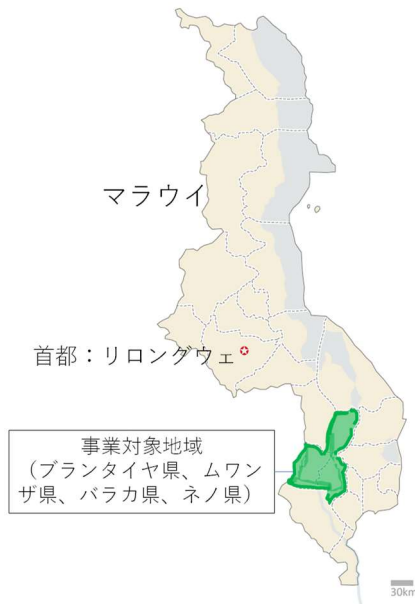 マラウイ
首都：リロングウェ
事業対象地域
（ブランタイヤ県、ムワン
ザ県、バラカ県、ネノ県）
30km